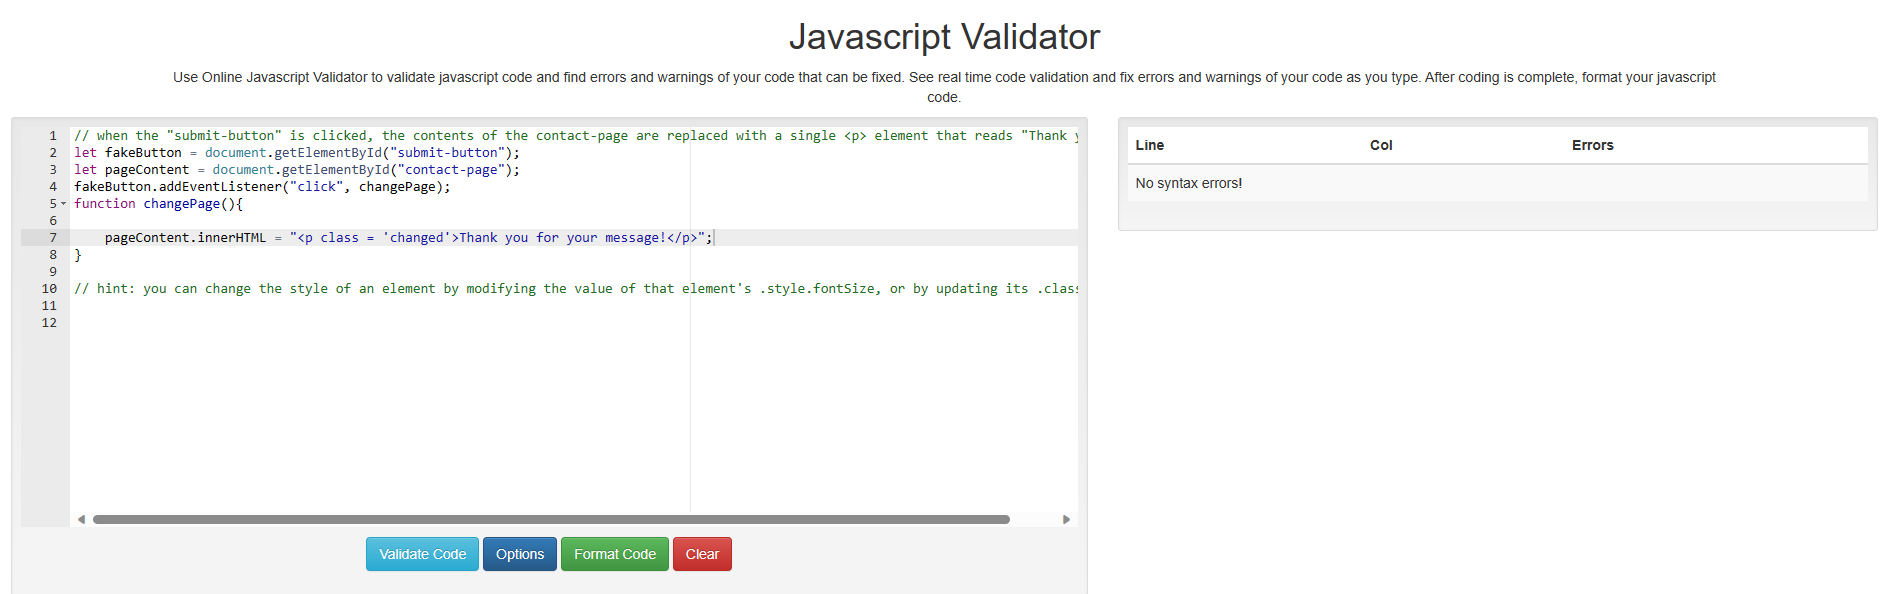 Javascript Validator
Use Online Javascript Validator to validate javascript code and find errors and warnings of your code that can be fixed. See real time code validation and fix errors and warnings of your code as you type. After coding is complete, format your javascript
code.
1 // when the "submit-button" is clicked, the contents of the contact-page are replaced with a single <p> element that reads "Thank
2 let fakeButton = document.getElementById("submit-button");
3 let pageContent = document.getElementById("contact-page");
4 fakeButton.addEventListener("click", changePage);
5 function changePage(){
6
7 pageContent.innerHTML = "<p class = 'changed'>Thank you for your message!</p>";
8 }
9
10 // hint: you can change the style of an element by modifying the value of that element's .style.fontSize, or by updating its .clas
11
12
Validate Code Options Format Code Clear
Line Col Errors
No syntax errors!